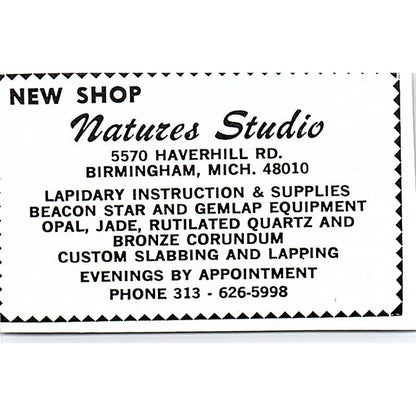 NEW SHOP
Natures Studio
5570 HAVERHILL RD.
BIRMINGHAM, MICH. 48010
LAPIDARY INSTRUCTION & SUPPLIES
BEACON STAR AND GEMLAP EQUIPMENT
OPAL, JADE, RUTILATED QUARTZ AND
BRONZE CORUNDUM
CUSTOM SLABBING AND LAPPING
EVENINGS BY APPOINTMENT
PHONE 313 - 626-5998